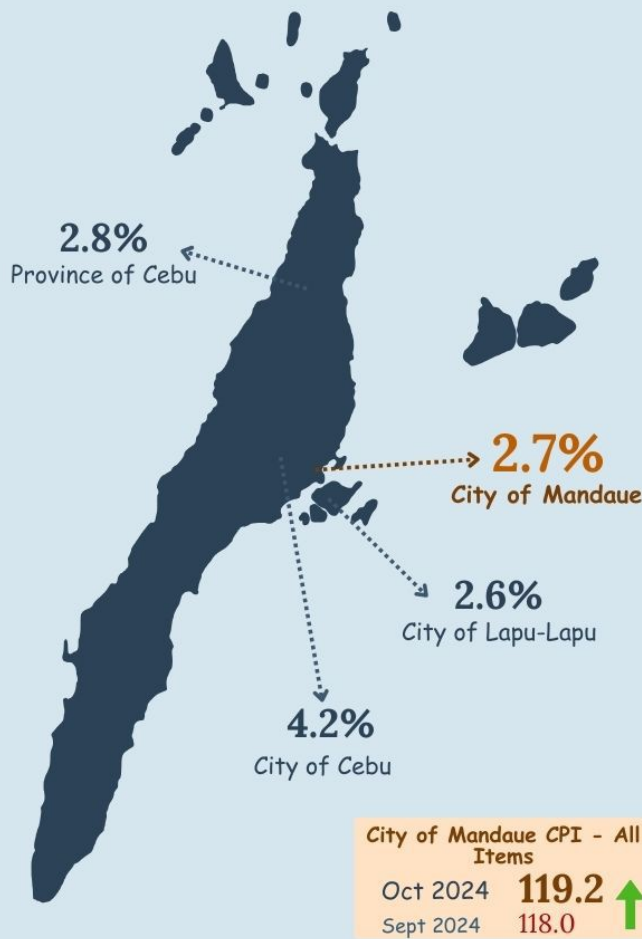 2.8%
Province of Cebu
2.7%
City of Mandaue
2.6%
City of Lapu-Lapu
4.2%
City of Cebu
City of Mandaue CPI - All
Items
Oct 2024 119.2
Sept 2024 118.0